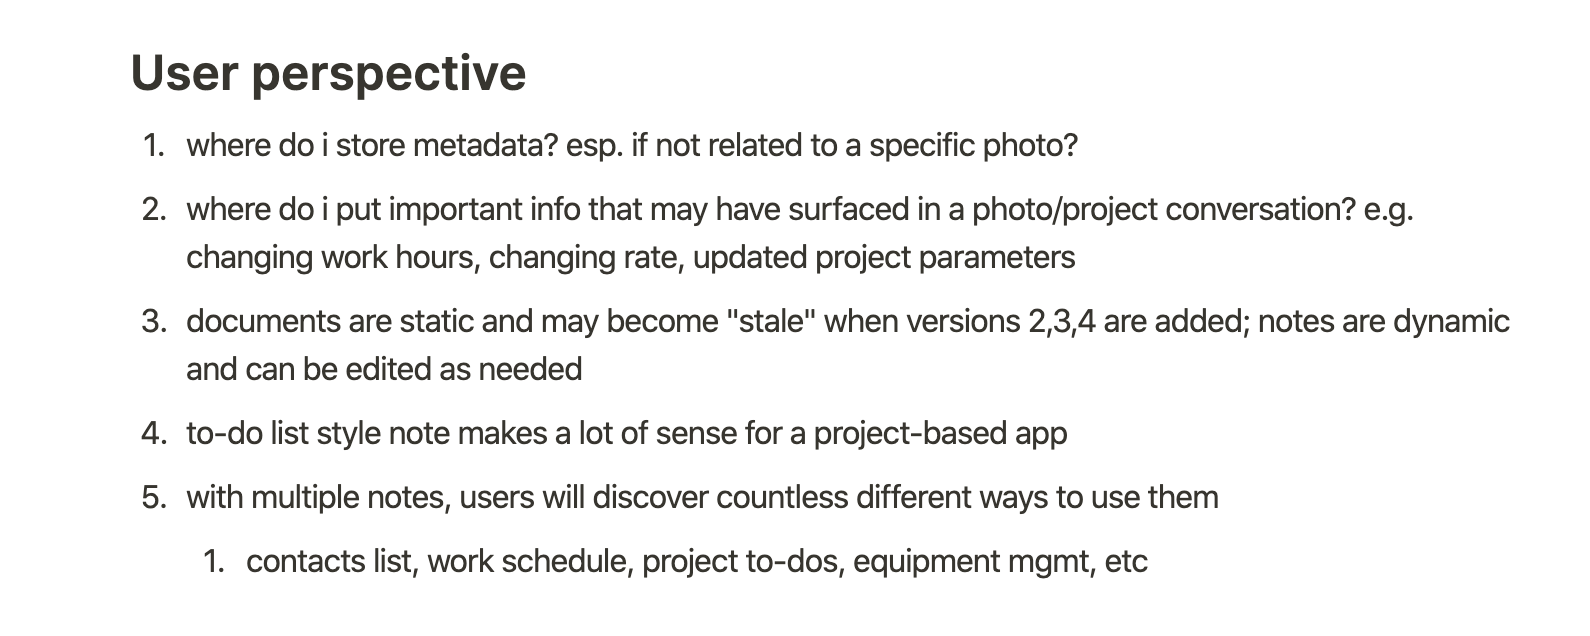 User perspective
1. where do i store metadata? esp. if not related to a specific photo?
2. where do i put important info that may have surfaced in a photo/project conversation? e.g.
changing work hours, changing rate, updated project parameters
3. documents are static and may become "stale" when versions 2,3,4 are added; notes are dynamic
and can be edited as needed
4. to-do list style note makes a lot of sense for a project-based app
5. with multiple notes, users will discover countless different ways to use them
1. contacts list, work schedule, project to-dos, equipment mgmt, etc